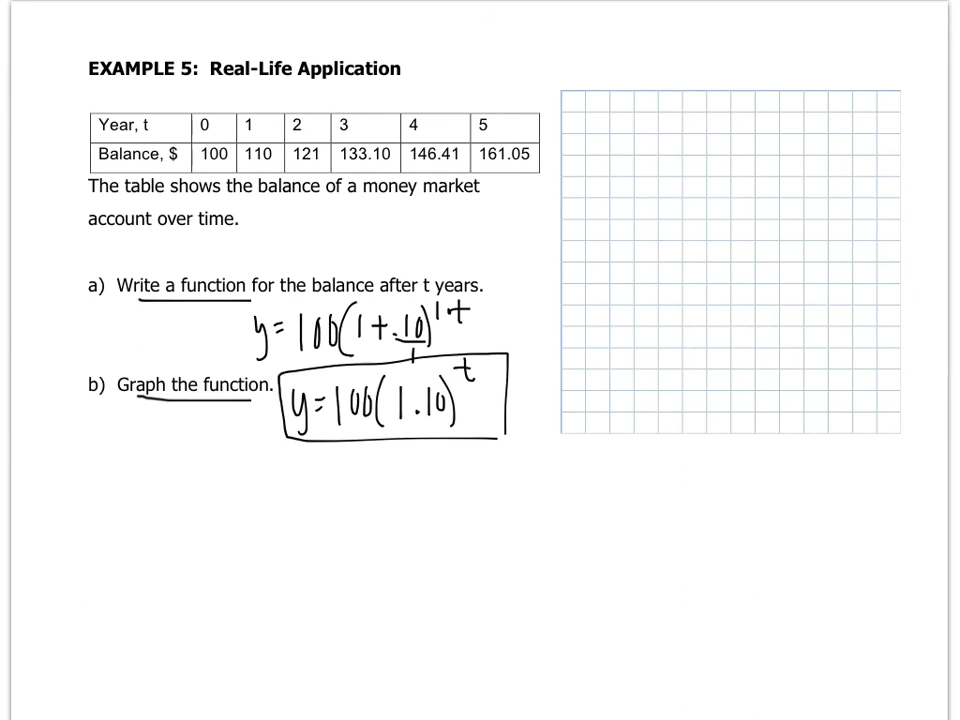 EXAMPLE 5: Real-Life Application
Year, t 0 1 2 3 4 5
Balance, $ 100 110 121 133.10 146.41 161.05
The table shows the balance of a money market
account over time.
a) Write a function for the balance after t years.
y = 100(1 + .10/1)^1·t
b) Graph the function.
y = 100(1.10)^t